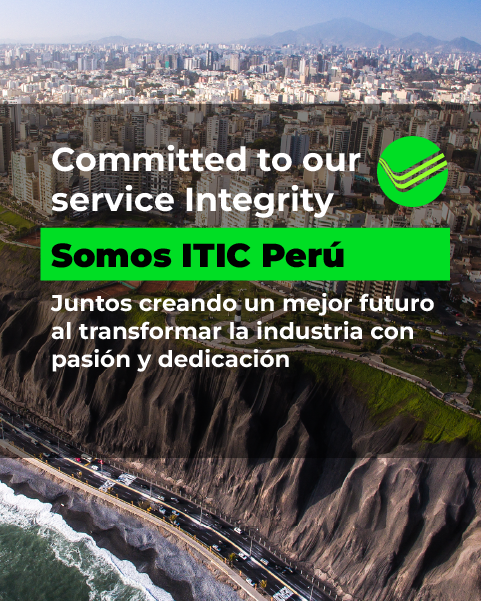 Committed to our
service Integrity
Somos ITIC Perú
Juntos creando un mejor futuro
al transformar la industria con
pasión y dedicación